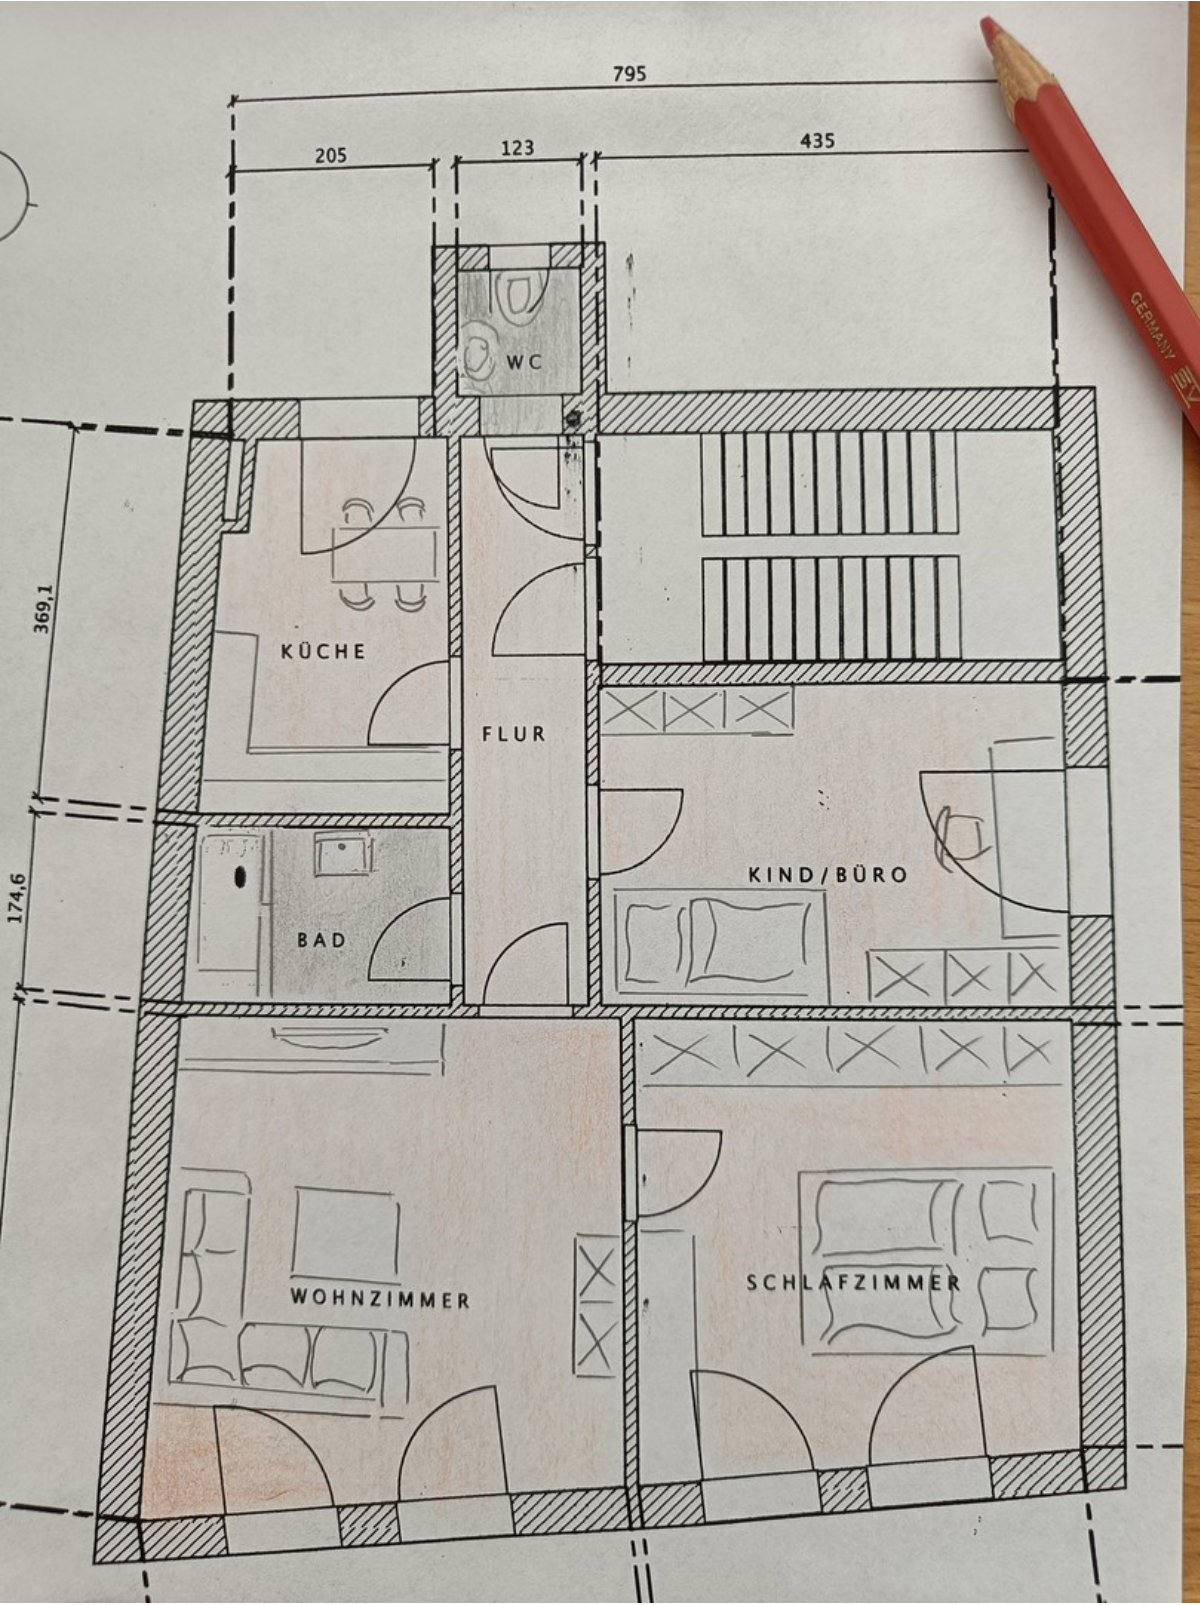 795
205
123
435
GERMANY
WC
369,1
KÜCHE
FLUR
174,6
KIND/BÜRO
BAD
WOHNZIMMER
SCHLAFZIMMER